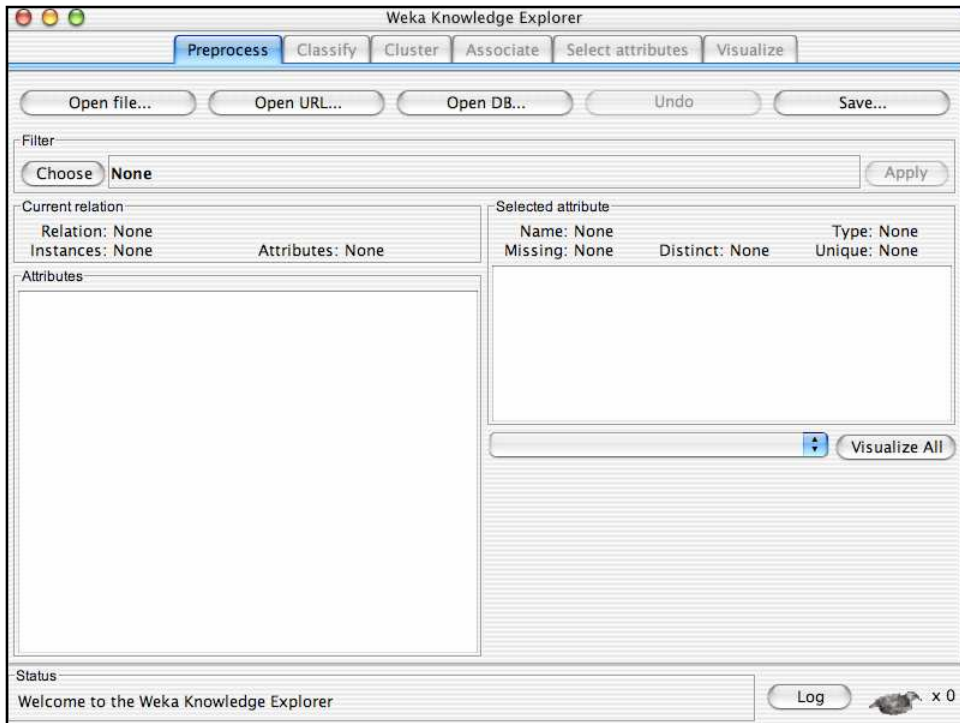 Weka Knowledge Explorer
Preprocess Classify Cluster Associate Select attributes Visualize
Open file... Open URL... Open DB... Undo Save...
Filter
Choose None Apply
Current relation
Relation: None
Instances: None Attributes: None
Selected attribute
Name: None Type: None
Missing: None Distinct: None Unique: None
Attributes
Visualize All
Status
Welcome to the Weka Knowledge Explorer
Log x 0